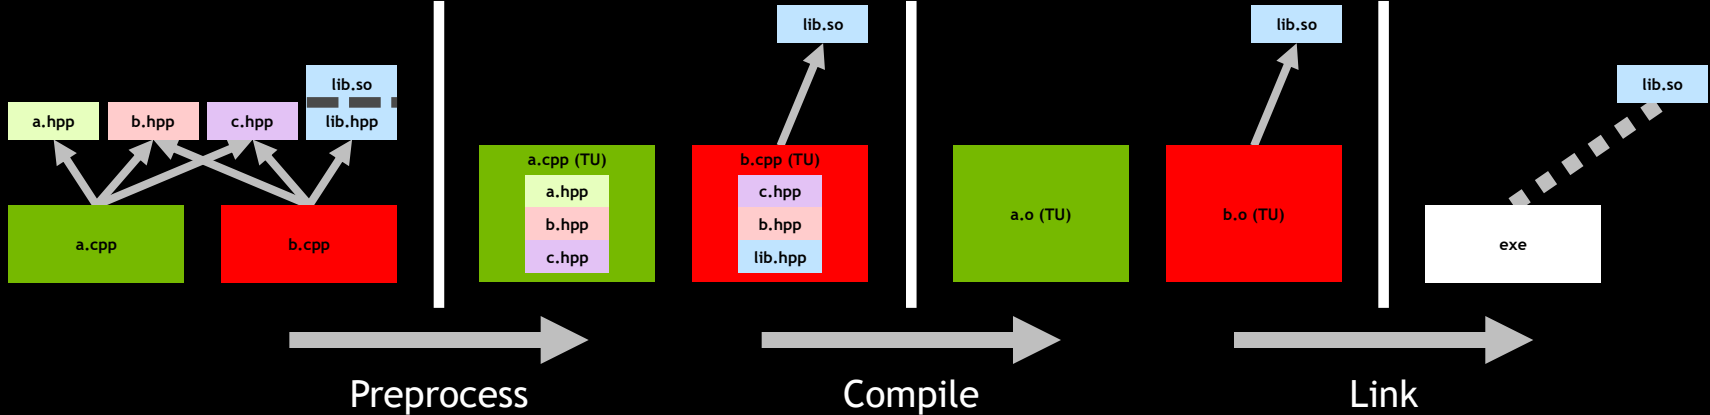 lib.so
a.hpp
b.hpp
c.hpp
lib.hpp
a.cpp
b.cpp
lib.so
a.cpp (TU)
a.hpp
b.hpp
c.hpp
b.cpp (TU)
c.hpp
b.hpp
lib.hpp
lib.so
a.o (TU)
b.o (TU)
lib.so
exe
Preprocess
Compile
Link